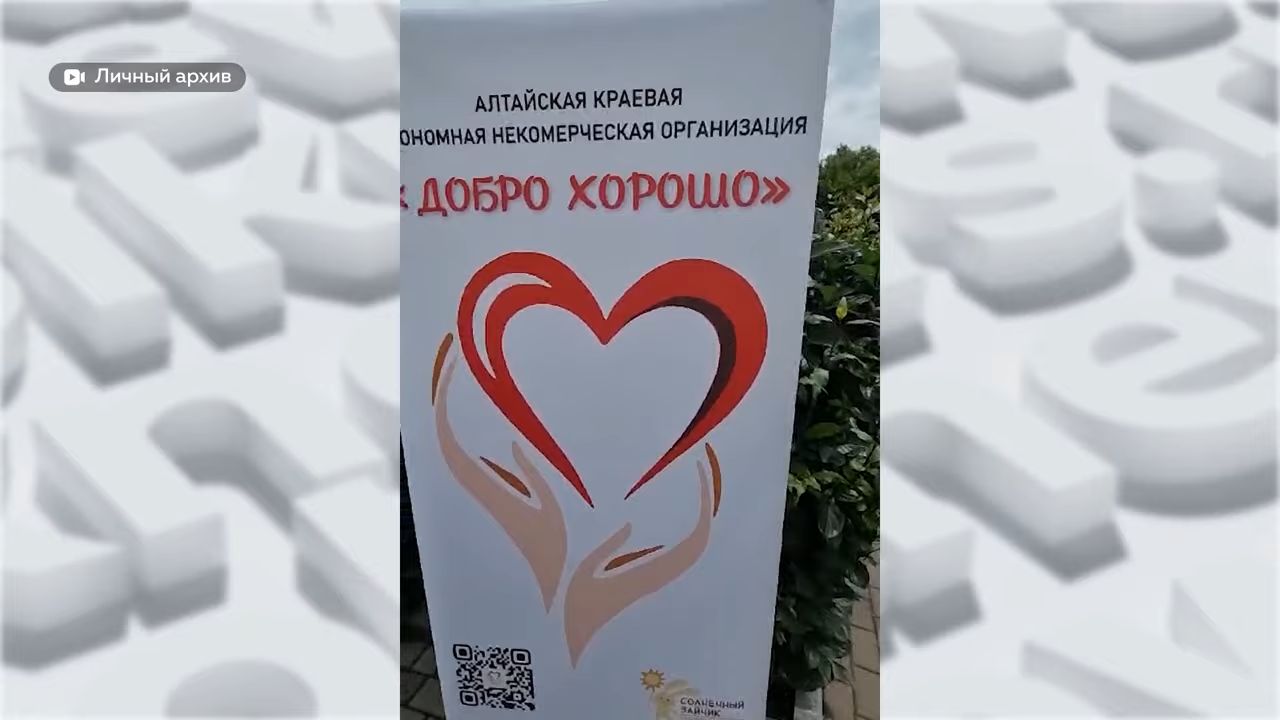 Личный архив
АЛТАЙСКАЯ КРАЕВАЯ
ОНОМНАЯ НЕКОМЕРЧЕСКАЯ ОРГАНИЗАЦИЯ
«ДОБРО ХОРОШО»
СОЛНЕЧНЫЙ
ЗАЙЧИК